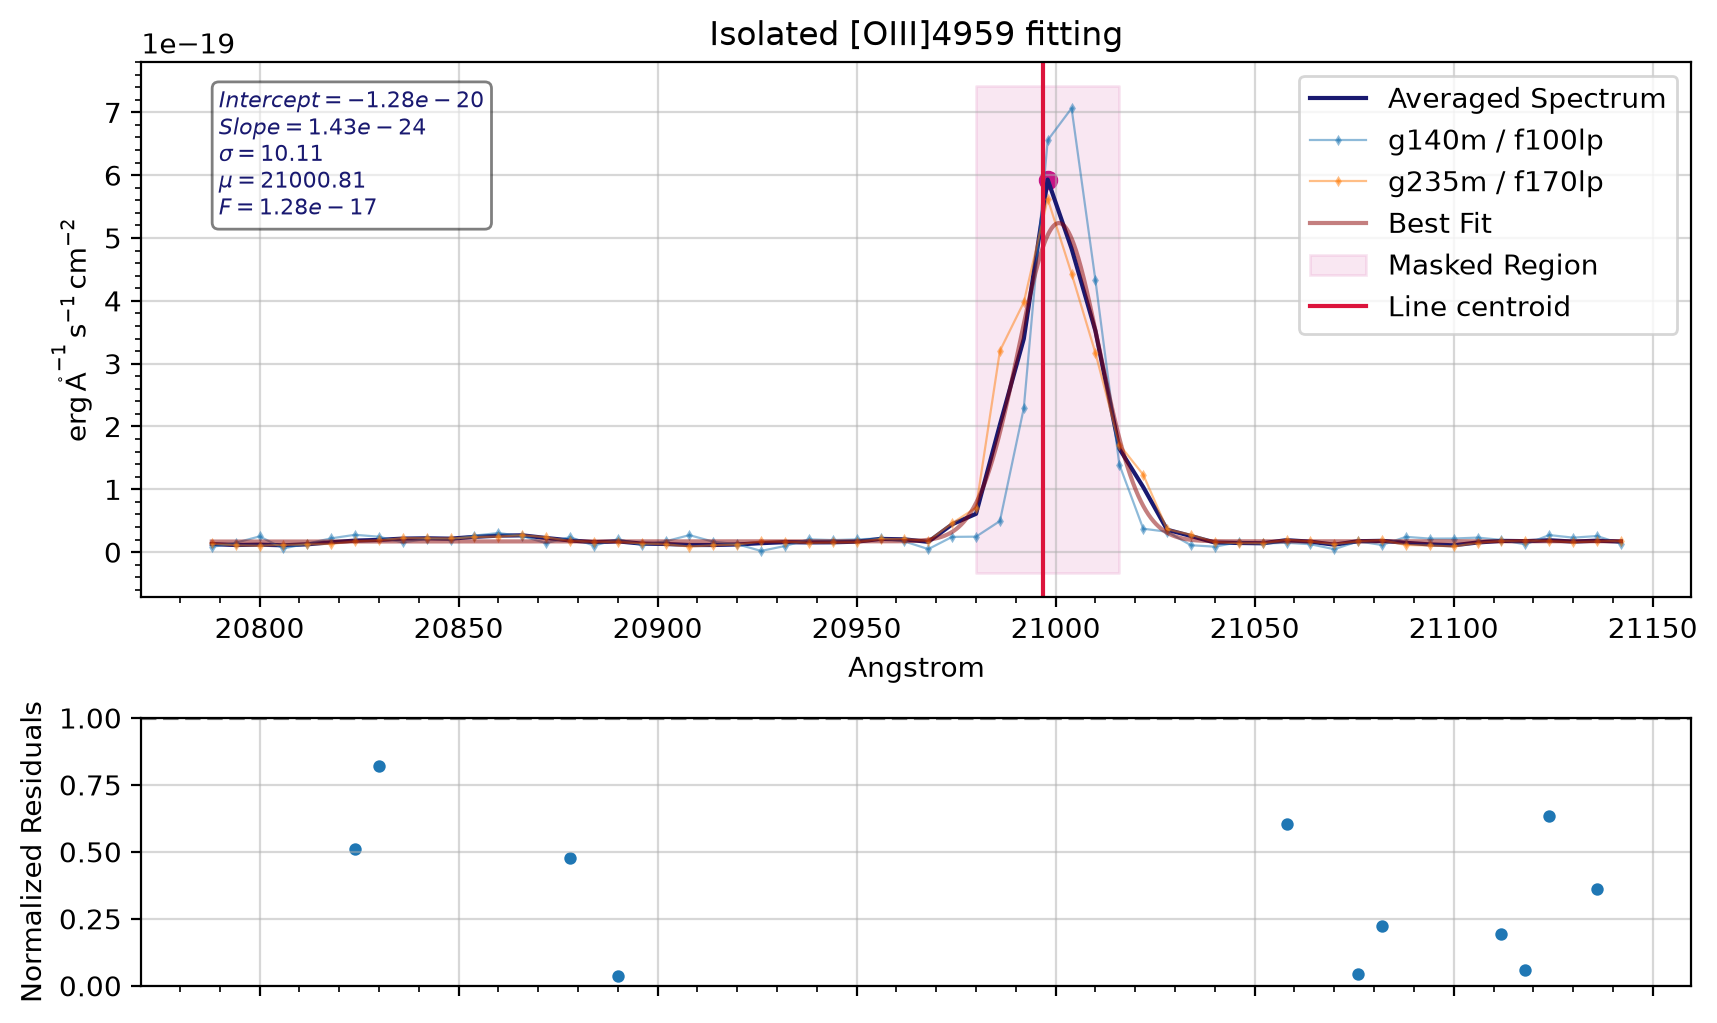 Isolated [OIII]4959 fitting
1e−19
Intercept = −1.28e − 20
Slope = 1.43e − 24
σ = 10.11
μ = 21000.81
F = 1.28e − 17
Averaged Spectrum
g140m / f100lp
g235m / f170lp
Best Fit
Masked Region
Line centroid
erg Å⁻¹ s⁻¹ cm⁻²
7
6
5
4
3
2
1
0
20800 20850 20900 20950 21000 21050 21100 21150
Angstrom
Normalized Residuals
1.00
0.75
0.50
0.25
0.00